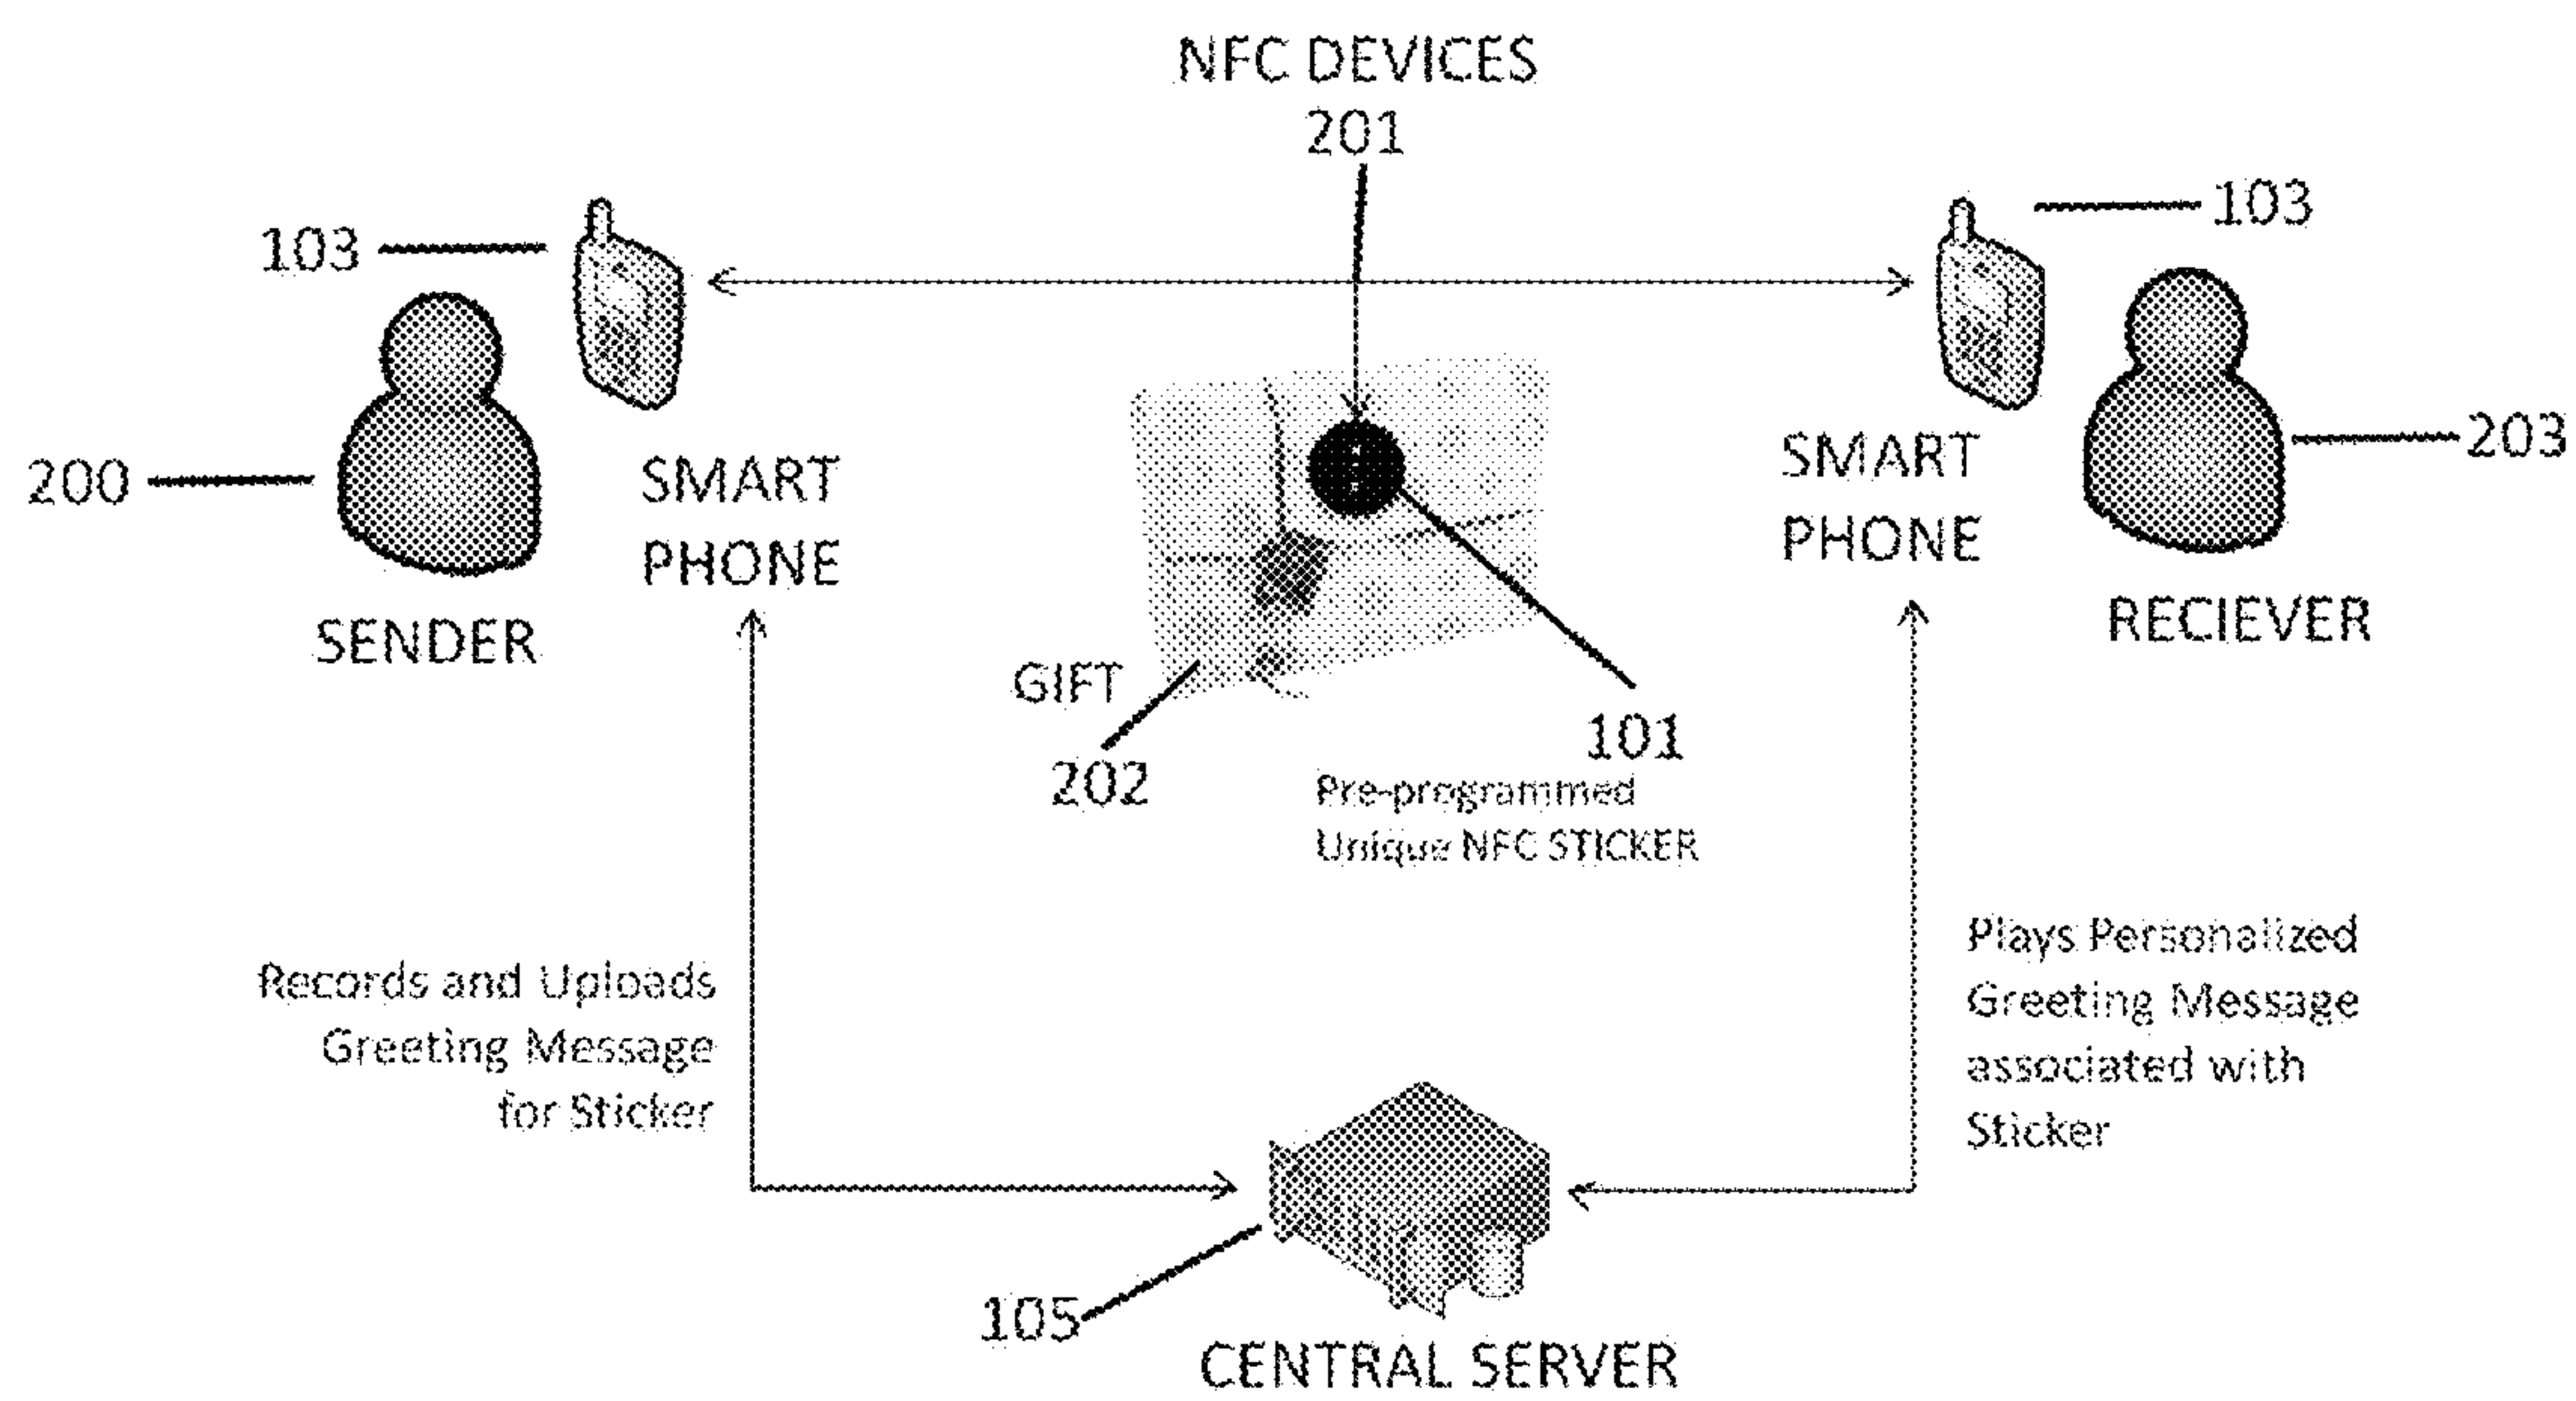 NFC DEVICES
201
103
103
200
203
SMART
PHONE
SENDER
SMART
PHONE
RECIEVER
GIFT
202
101
Pre-programmed
Unique NFC STICKER
Records and Uploads
Greeting Message
for Sticker
Plays Personalized
Greeting Message
associated with
Sticker
105
CENTRAL SERVER